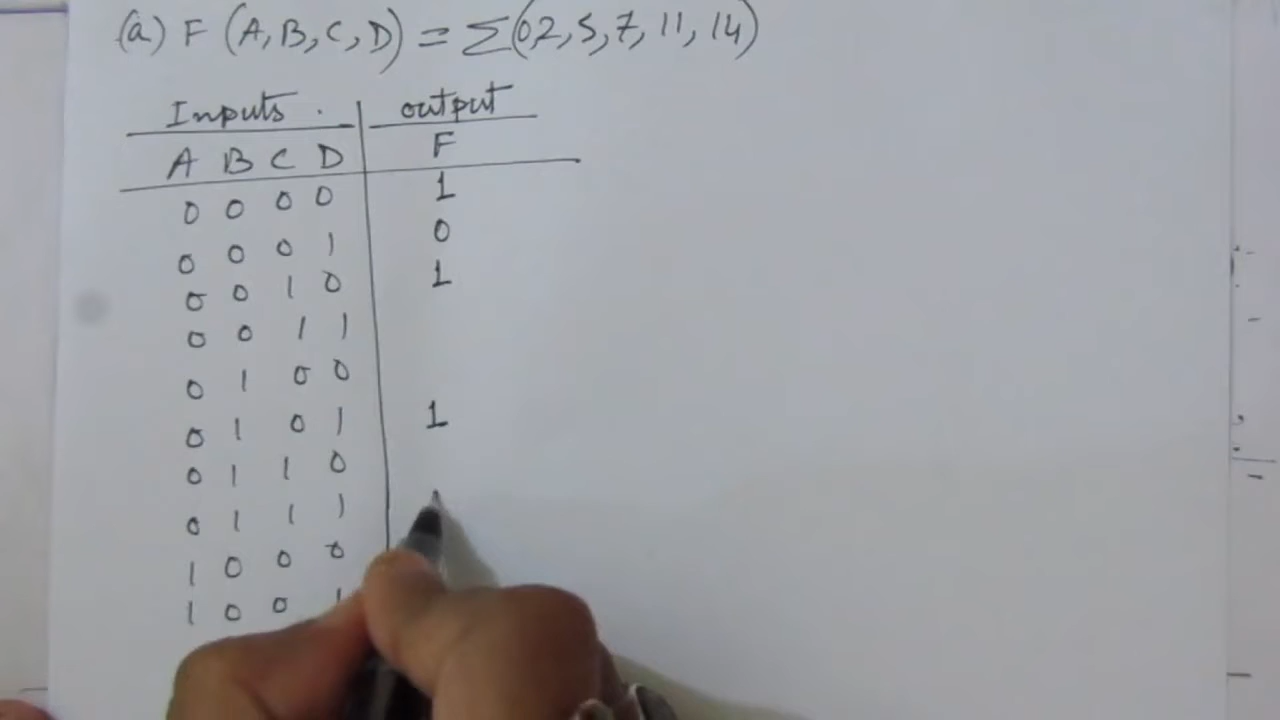 (a) F (A, B, C, D) = Σ(0,2, 5, 7, 11, 14)
Inputs. output
A B C D F
0 0 0 0 1
0 0 0 1 0
0 0 1 0 1
0 0 1 1
0 1 0 0
0 1 0 1 1
0 1 1 0
0 1 1 1
1 0 0 0
1 0 0 1